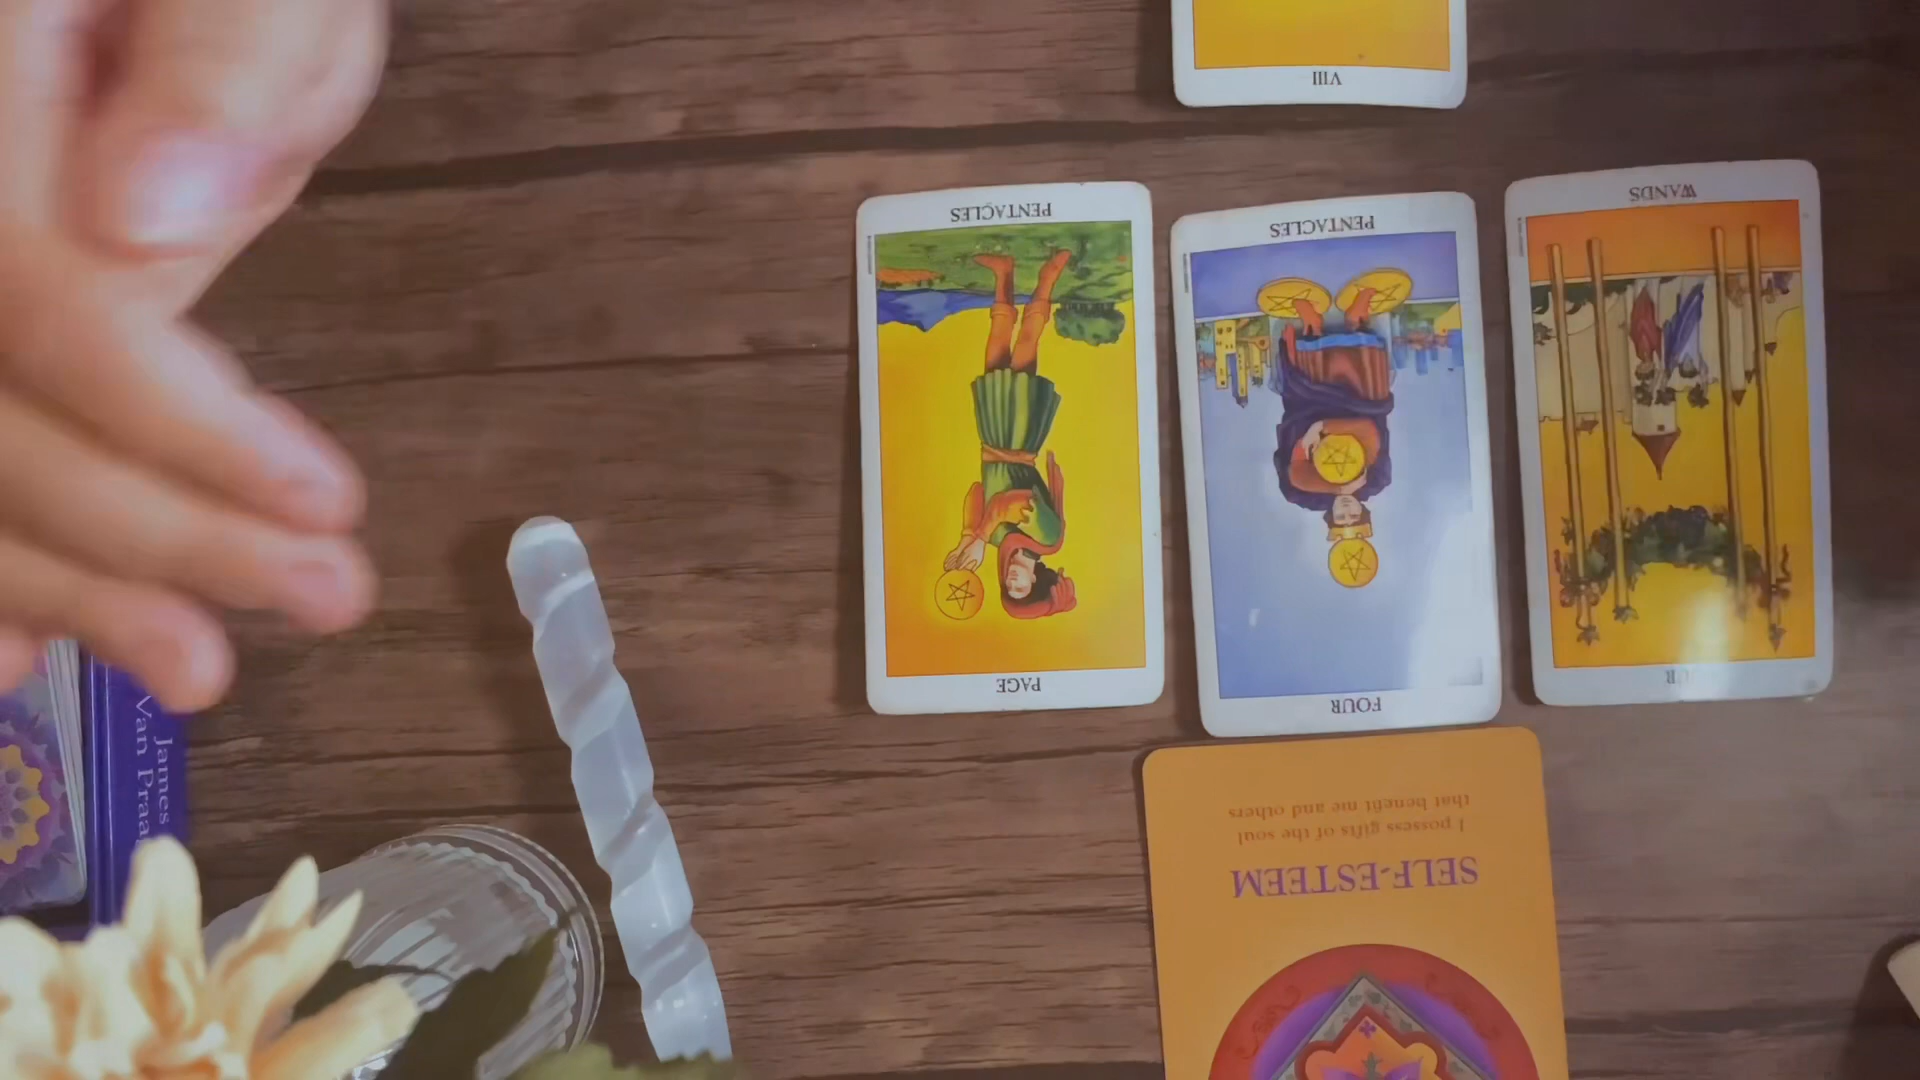 VIII
PENTACLES
PAGE
PENTACLES
FOUR
WANDS
SELF-ESTEEM
I possess gifts of the soul
that benefit me and others
James
Van Praa